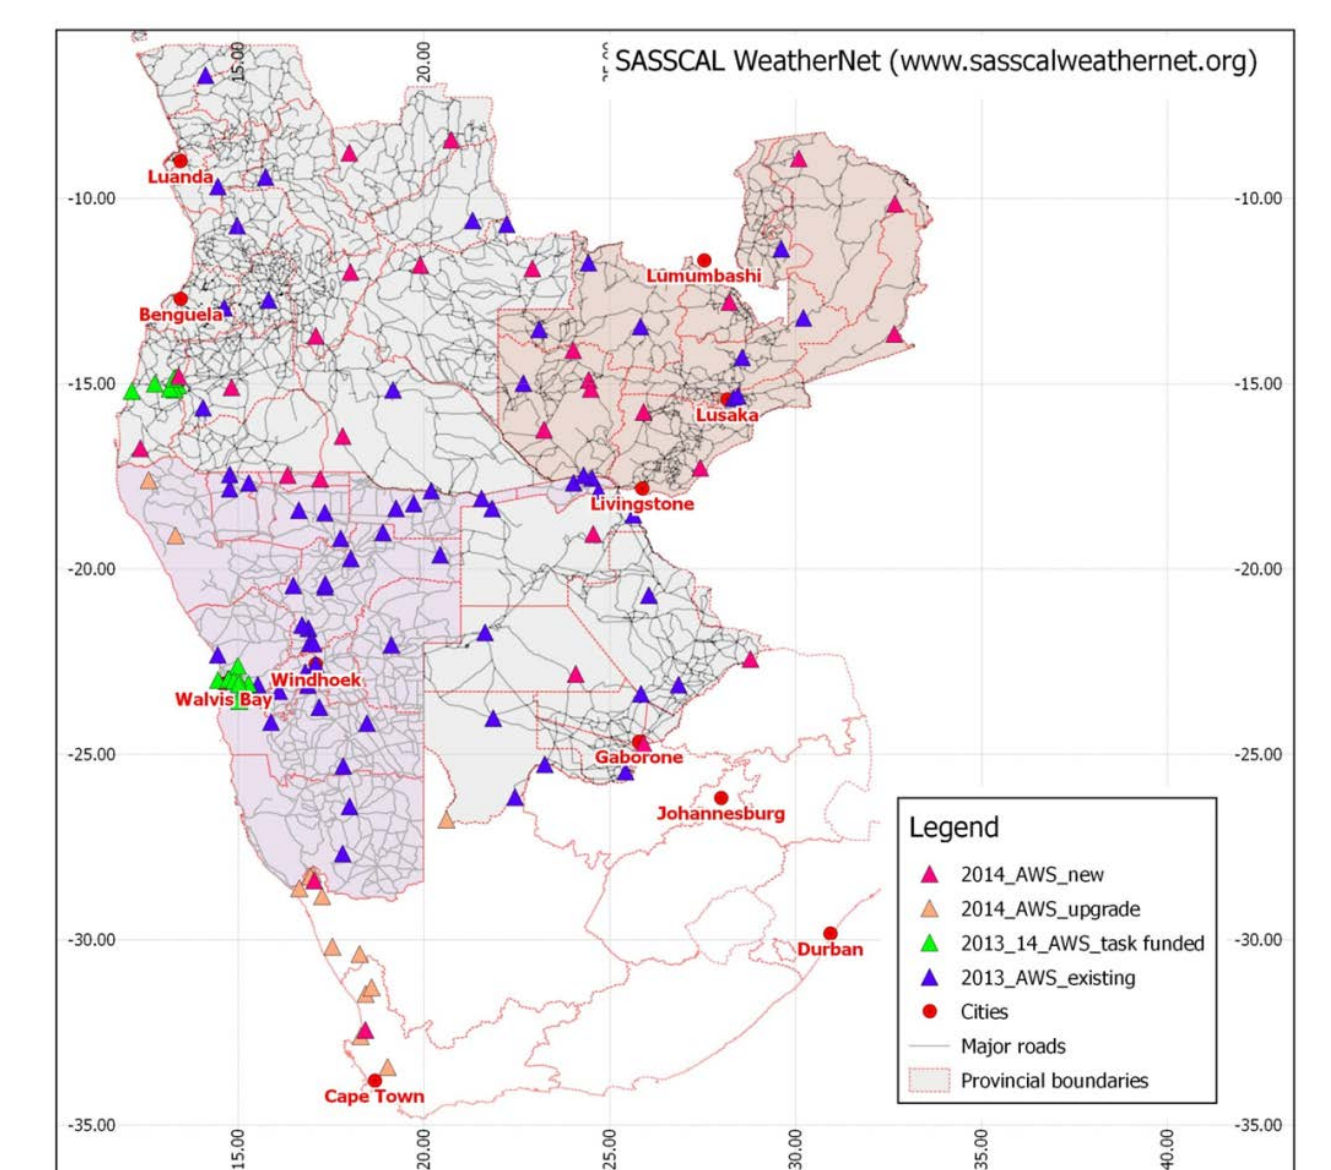 15.00
20.00
SASSCAL WeatherNet (www.sasscalweathernet.org)
Luanda
-10.00
-10.00
Lumumbashi
Benguela
-15.00
-15.00
Lusaka
Livingstone
-20.00
-20.00
Windhoek
Walvis Bay
-25.00
-25.00
Gaborone
Johannesburg
Legend
2014_AWS_new
2014_AWS_upgrade
2013_14_AWS_task funded
2013_AWS_existing
Cities
Major roads
Provincial boundaries
-30.00
-30.00
Durban
Cape Town
-35.00
-35.00
15.00
20.00
25.00
30.00
35.00
40.00